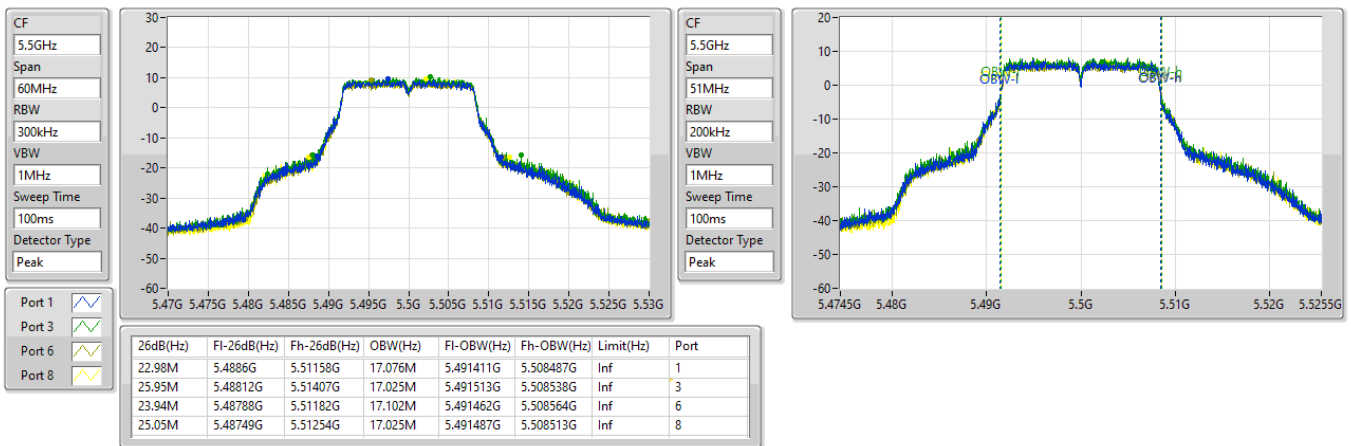 CF
5.5GHz
Span
60MHz
RBW
300kHz
VBW
1MHz
Sweep Time
100ms
Detector Type
Peak
30
20
10
0
-10
-20
-30
-40
-50
-60
5.47G 5.475G 5.48G 5.485G 5.49G 5.495G 5.5G 5.505G 5.51G 5.515G 5.52G 5.525G 5.53G
CF
5.5GHz
Span
51MHz
RBW
200kHz
VBW
1MHz
Sweep Time
100ms
Detector Type
Peak
20
10
0
-10
-20
-30
-40
-50
-60
OBW-l OBW-h
5.4745G 5.48G 5.49G 5.5G 5.51G 5.52G 5.5255G
Port 1
Port 3
Port 6
Port 8
26dB(Hz) Fl-26dB(Hz) Fh-26dB(Hz) OBW(Hz) Fl-OBW(Hz) Fh-OBW(Hz) Limit(Hz) Port
22.98M 5.4886G 5.51158G 17.076M 5.491411G 5.508487G Inf 1
25.95M 5.48812G 5.51407G 17.025M 5.491513G 5.508538G Inf 3
23.94M 5.48788G 5.51182G 17.102M 5.491462G 5.508564G Inf 6
25.05M 5.48749G 5.51254G 17.025M 5.491487G 5.508513G Inf 8